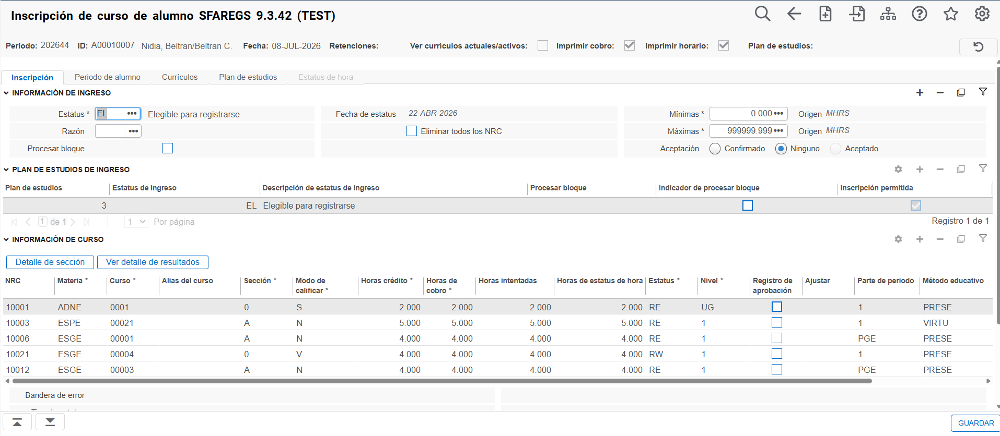 Inscripción de curso de alumno SFAREGS 9.3.42 (TEST)
Periodo: 202644 ID: A00010007 Nidia, Beltran/Beltran C. Fecha: 08-JUL-2026 Retenciones: Ver currículos actuales/activos: Imprimir cobro: Imprimir horario: Plan de estudios:
Inscripción Periodo de alumno Currículos Plan de estudios Estatus de hora
INFORMACIÓN DE INGRESO
Estatus * EL ••• Elegible para registrarse Fecha de estatus 22-ABR-2026 Mínimas * 0.000 ••• Origen MHRS
Razón ••• Eliminar todos los NRC Máximas * 999999.999 ••• Origen MHRS
Procesar bloque Aceptación Confirmado Ninguno Aceptado
PLAN DE ESTUDIOS DE INGRESO
Plan de estudios Estatus de ingreso Descripción de estatus de ingreso Procesar bloque Indicador de procesar bloque Inscripción permitida
3 EL Elegible para registrarse
1 de 1 1 Por página Registro 1 de 1
INFORMACIÓN DE CURSO
Detalle de sección Ver detalle de resultados
NRC Materia * Curso * Alias del curso Sección * Modo de calificar * Horas crédito * Horas de cobro * Horas intentadas Horas de estatus de hora Estatus * Nivel * Registro de aprobación Ajustar Parte de periodo Método educativo
10001 ADNE 0001 0 S 2.000 2.000 2.000 2.000 RE UG 1 PRESE
10003 ESPE 00021 A N 5.000 5.000 5.000 5.000 RE 1 1 VIRTU
10006 ESGE 00001 A N 4.000 4.000 4.000 4.000 RE 1 PGE PRESE
10021 ESGE 00004 0 V 4.000 4.000 4.000 4.000 RW 1 1 PRESE
10012 ESGE 00003 A N 4.000 4.000 4.000 4.000 RE 1 PGE PRESE
Bandera de error
GUARDAR